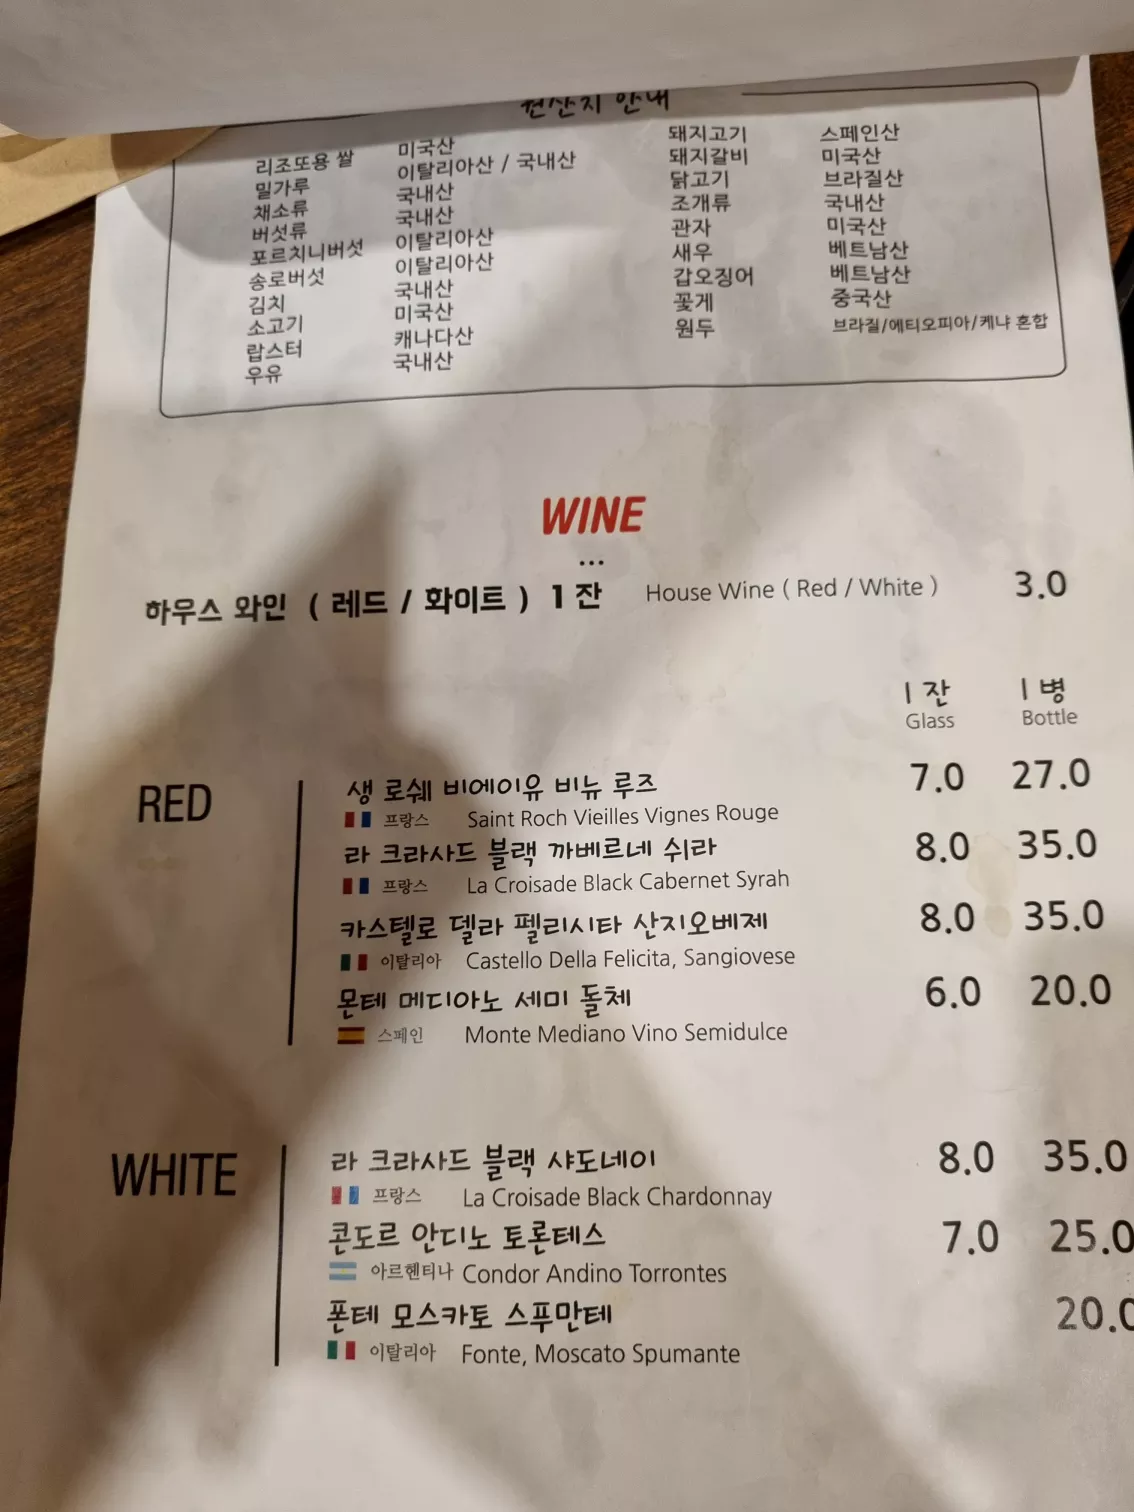 원산지 안내
리조또용 쌀 미국산
밀가루 이탈리아산 / 국내산
채소류 국내산
버섯류 국내산
포르치니버섯 이탈리아산
송로버섯 이탈리아산
김치 국내산
소고기 미국산
랍스터 캐나다산
우유 국내산
돼지고기 스페인산
돼지갈비 미국산
닭고기 브라질산
조개류 국내산
관자 미국산
새우 베트남산
갑오징어 베트남산
꽃게 중국산
원두 브라질/에티오피아/케냐 혼합
WINE
...
하우스 와인 ( 레드 / 화이트 ) 1 잔 House Wine ( Red / White ) 3.0
1 잔 1 병
Glass Bottle
RED
생 로쉐 비에이유 비뉴 루즈 7.0 27.0
프랑스 Saint Roch Vieilles Vignes Rouge
라 크라사드 블랙 까베르네 쉬라 8.0 35.0
프랑스 La Croisade Black Cabernet Syrah
카스텔로 델라 펠리시타 산지오베제 8.0 35.0
이탈리아 Castello Della Felicita, Sangiovese
몬테 메디아노 세미 돌체 6.0 20.0
스페인 Monte Mediano Vino Semidulce
WHITE
라 크라사드 블랙 샤도네이 8.0 35.0
프랑스 La Croisade Black Chardonnay
콘도르 안디노 토론테스 7.0 25.0
아르헨티나 Condor Andino Torrontes
폰테 모스카토 스푸만테 20.0
이탈리아 Fonte, Moscato Spumante